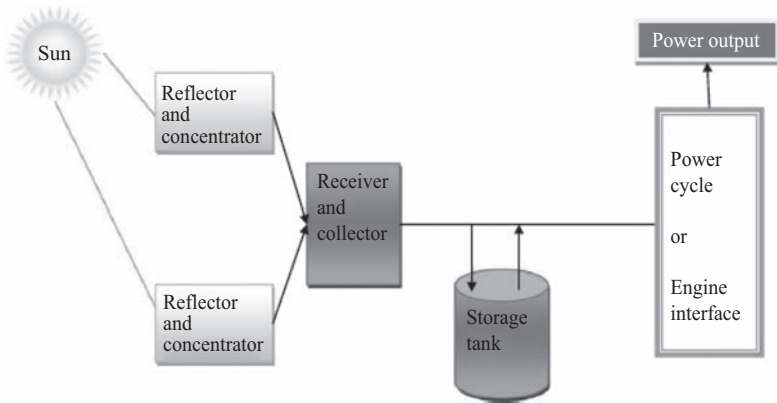 Sun
Reflector
and
concentrator
Reflector
and
concentrator
Receiver
and
collector
Storage
tank
Power
cycle
or
Engine
interface
Power output